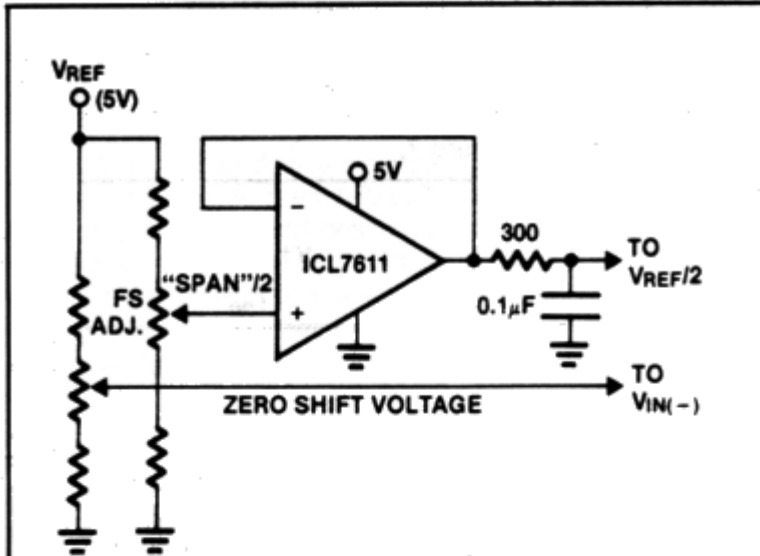 VREF
(5V)
5V
−
ICL7611
+
"SPAN"/2
FS
ADJ.
300
0.1μF
TO
VREF/2
ZERO SHIFT VOLTAGE
TO
VIN(−)